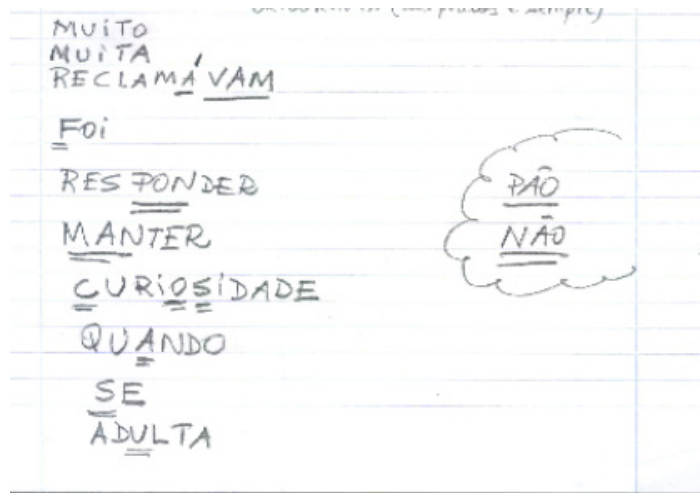 MUITO
MUITA
RECLAMÁVAM
FOI
RESPONDER
MANTER
CURIOSIDADE
QUANDO
SE
ADULTA
PÃO
NÃO